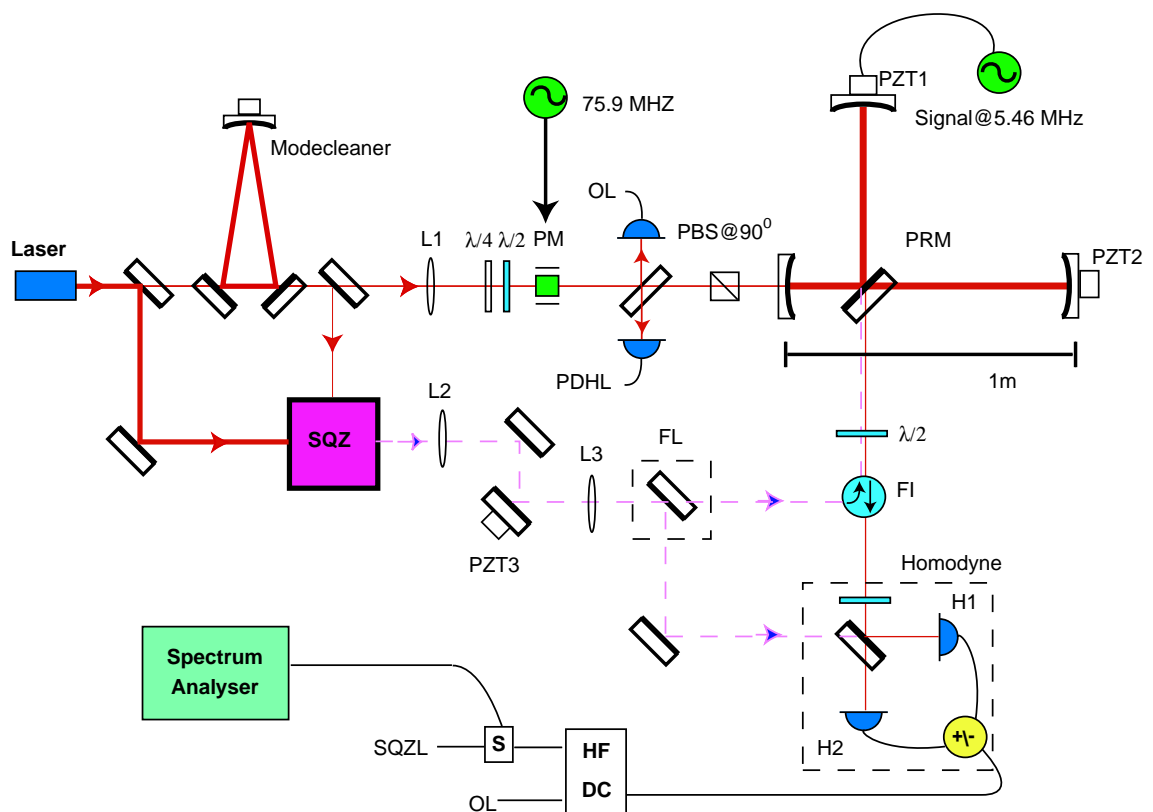 PZT1
75.9 MHZ
Signal@5.46 MHz
Modecleaner
OL
PBS@90⁰
PRM
PZT2
Laser
L1
λ/4
λ/2
PM
PDHL
1m
L2
SQZ
L3
FL
λ/2
FI
PZT3
Homodyne
H1
Spectrum
Analyser
H2
+\-
SQZL
S
HF
DC
OL